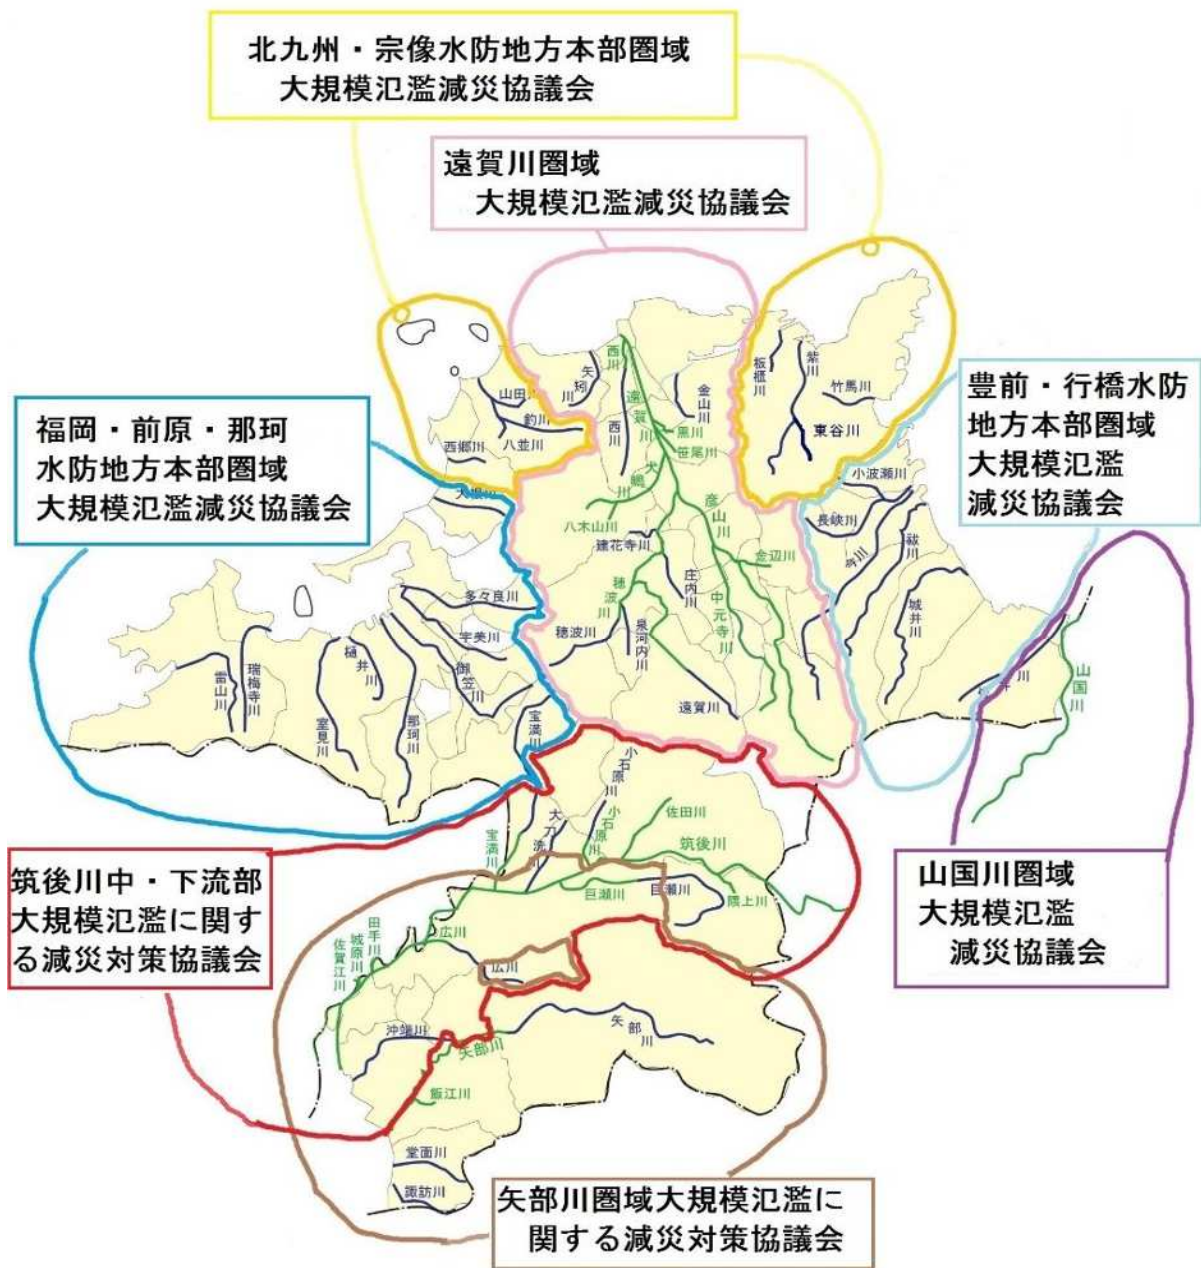 北九州・宗像水防地方本部圏域
大規模氾濫減災協議会
遠賀川圏域
大規模氾濫減災協議会
福岡・前原・那珂
水防地方本部圏域
大規模氾濫減災協議会
豊前・行橋水防
地方本部圏域
大規模氾濫
減災協議会
山国川圏域
大規模氾濫
減災協議会
筑後川中・下流部
大規模氾濫に関す
る減災対策協議会
矢部川圏域大規模氾濫に
関する減災対策協議会
山田川
釣川
西郷川
八並川
大根川
矢矧川
西川
西川
遠賀川
金山川
黒川
笹尾川
犬鳴川
八木山川
建花寺川
彦山川
金辺川
庄内川
中元寺川
穂波川
穂波川
泉河内川
遠賀川
板櫃川
紫川
竹馬川
東谷川
小波瀬川
長峡川
祓川
城井川
山国川
多々良川
宇美川
御笠川
宝満川
樋井川
瑞梅寺川
雷山川
室見川
那珂川
小石原川
小石原川
大刀洗川
宝満川
佐田川
筑後川
巨瀬川
巨瀬川
隈上川
広川
広川
田手川
城原川
佐賀江川
沖端川
矢部川
矢部川
飯江川
堂面川
諏訪川